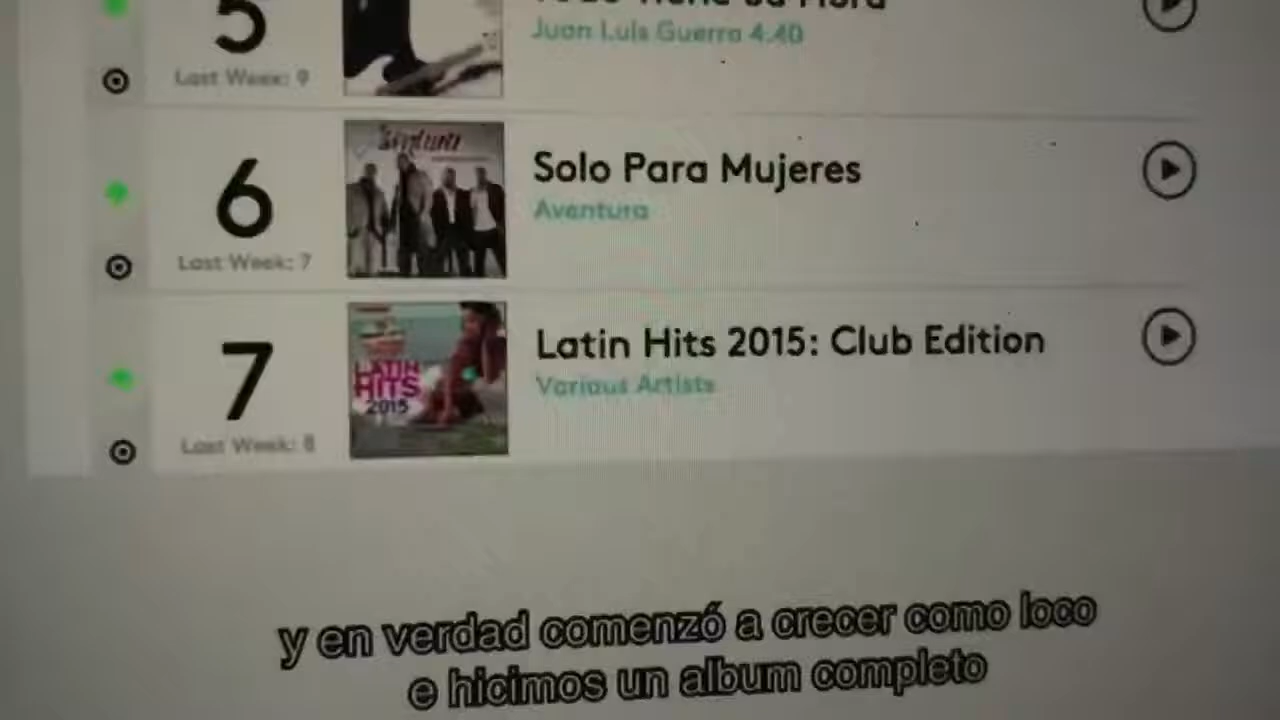 5
Juan Luis Guerra 4.40
Last Week: 9
6
Solo Para Mujeres
Aventura
Last Week: 7
7
Latin Hits 2015: Club Edition
Various Artists
Last Week: 8
LATIN
HITS
2015
y en verdad comenzó a crecer como loco
e hicimos un album completo